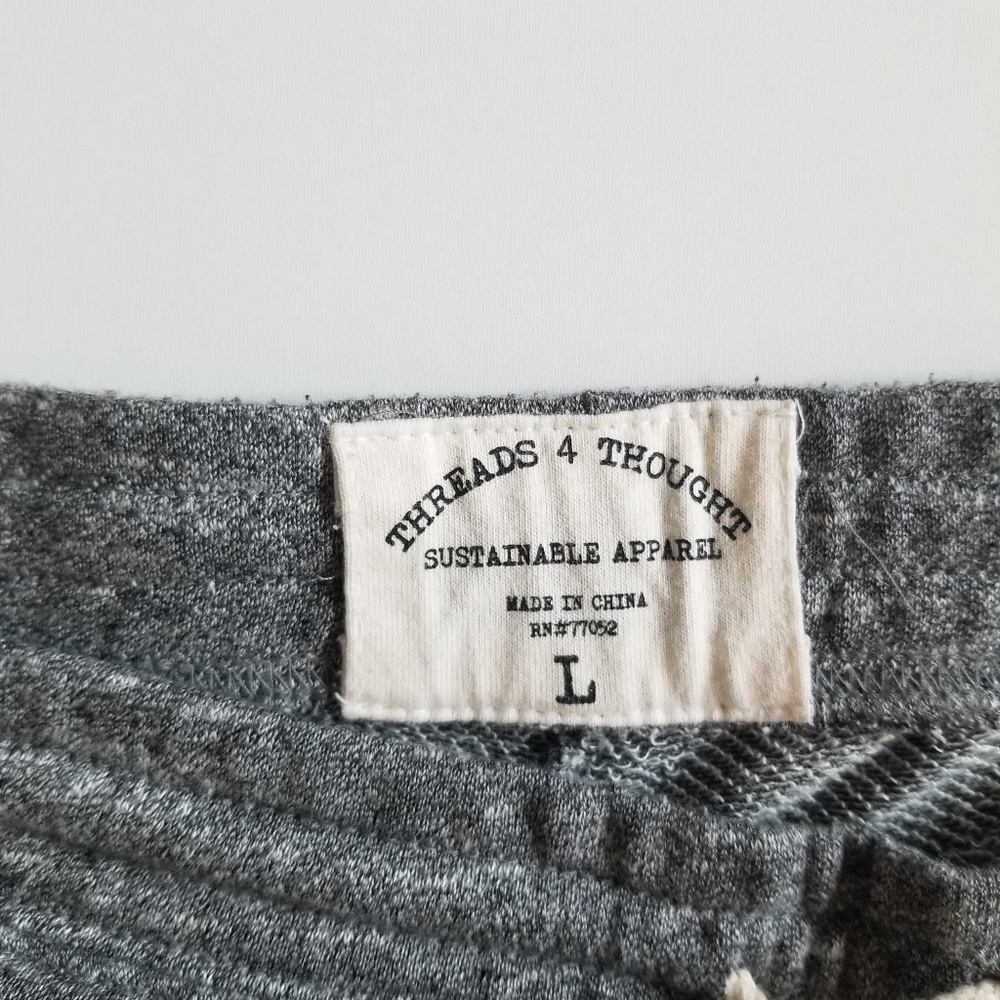 THREADS 4 THOUGHT
SUSTAINABLE APPAREL
MADE IN CHINA
RN#77052
L